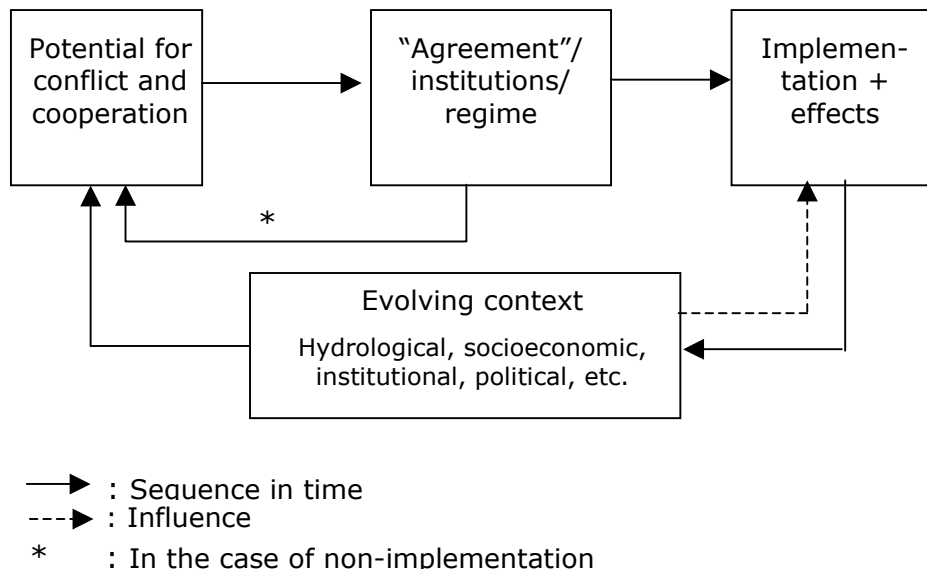 Potential for
conflict and
cooperation
“Agreement”/
institutions/
regime
Implemen-
tation +
effects
*
Evolving context
Hydrological, socioeconomic,
institutional, political, etc.
: Sequence in time
: Influence
* : In the case of non-implementation